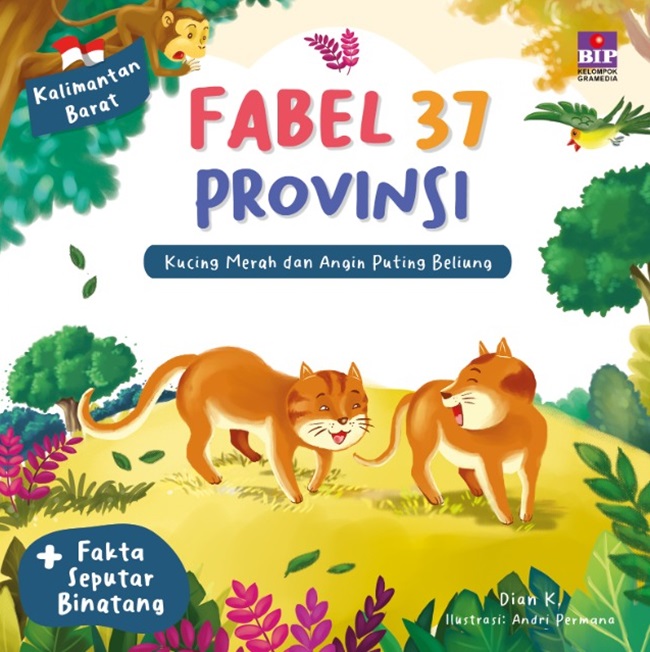 Kalimantan
Barat
BIP
KELOMPOK
GRAMEDIA
FABEL 37
PROVINSI
Kucing Merah dan Angin Puting Beliung
+ Fakta
Seputar
Binatang
Dian K.
Ilustrasi: Andri Permana